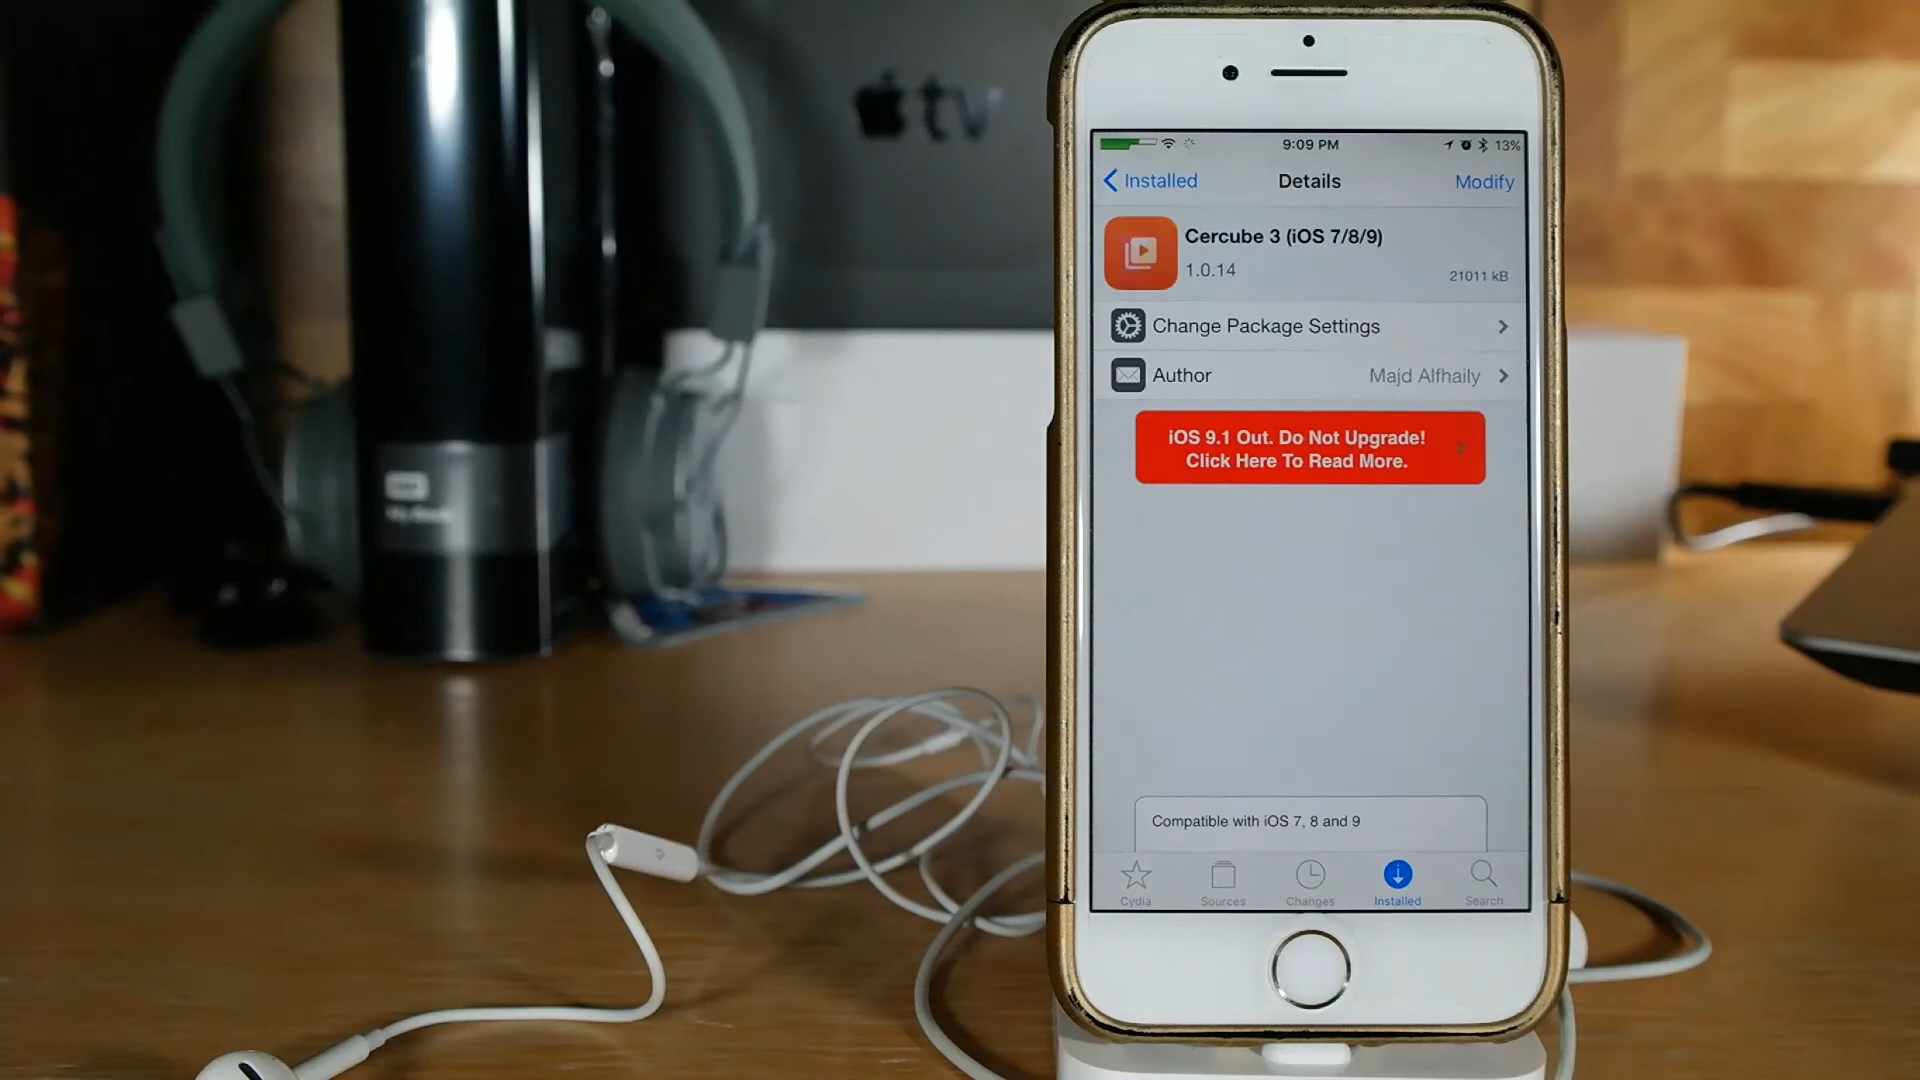 tv
9:09 PM
13%
Installed
Details
Modify
Cercube 3 (iOS 7/8/9)
1.0.14
21011 kB
Change Package Settings
Author
Majd Alfhaily
iOS 9.1 Out. Do Not Upgrade!
Click Here To Read More.
Compatible with iOS 7, 8 and 9
Cydia
Sources
Changes
Installed
Search